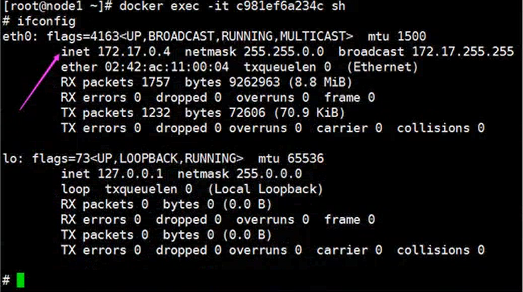 [root@node1 ~]# docker exec -it c981ef6a234c sh
# ifconfig
eth0: flags=4163<UP,BROADCAST,RUNNING,MULTICAST>  mtu 1500
inet 172.17.0.4  netmask 255.255.0.0  broadcast 172.17.255.255
ether 02:42:ac:11:00:04  txqueuelen 0  (Ethernet)
RX packets 1757  bytes 9262963 (8.8 MiB)
RX errors 0  dropped 0  overruns 0  frame 0
TX packets 1232  bytes 72606 (70.9 KiB)
TX errors 0  dropped 0 overruns 0  carrier 0  collisions 0
lo: flags=73<UP,LOOPBACK,RUNNING>  mtu 65536
inet 127.0.0.1  netmask 255.0.0.0
loop  txqueuelen 0  (Local Loopback)
RX packets 0  bytes 0 (0.0 B)
RX errors 0  dropped 0  overruns 0  frame 0
TX packets 0  bytes 0 (0.0 B)
TX errors 0  dropped 0 overruns 0  carrier 0  collisions 0
#